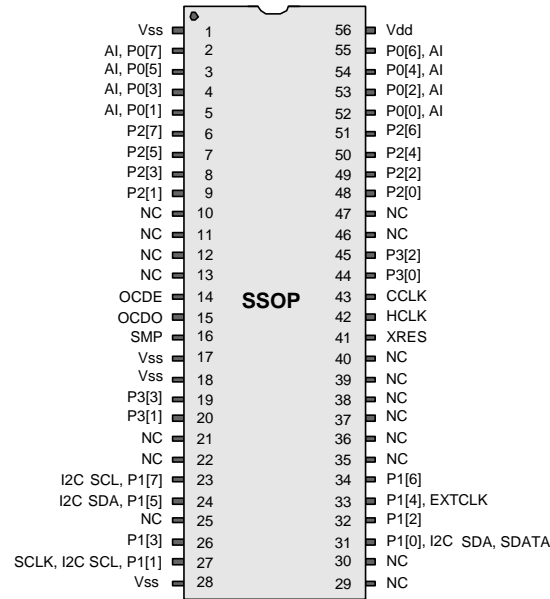 Vss 1 56 Vdd
AI, P0[7] 2 55 P0[6], AI
AI, P0[5] 3 54 P0[4], AI
AI, P0[3] 4 53 P0[2], AI
AI, P0[1] 5 52 P0[0], AI
P2[7] 6 51 P2[6]
P2[5] 7 50 P2[4]
P2[3] 8 49 P2[2]
P2[1] 9 48 P2[0]
NC 10 47 NC
NC 11 46 NC
NC 12 45 P3[2]
NC 13 44 P3[0]
OCDE 14 SSOP 43 CCLK
OCDO 15 42 HCLK
SMP 16 41 XRES
Vss 17 40 NC
Vss 18 39 NC
P3[3] 19 38 NC
P3[1] 20 37 NC
NC 21 36 NC
NC 22 35 NC
I2C SCL, P1[7] 23 34 P1[6]
I2C SDA, P1[5] 24 33 P1[4], EXTCLK
NC 25 32 P1[2]
P1[3] 26 31 P1[0], I2C SDA, SDATA
SCLK, I2C SCL, P1[1] 27 30 NC
Vss 28 29 NC